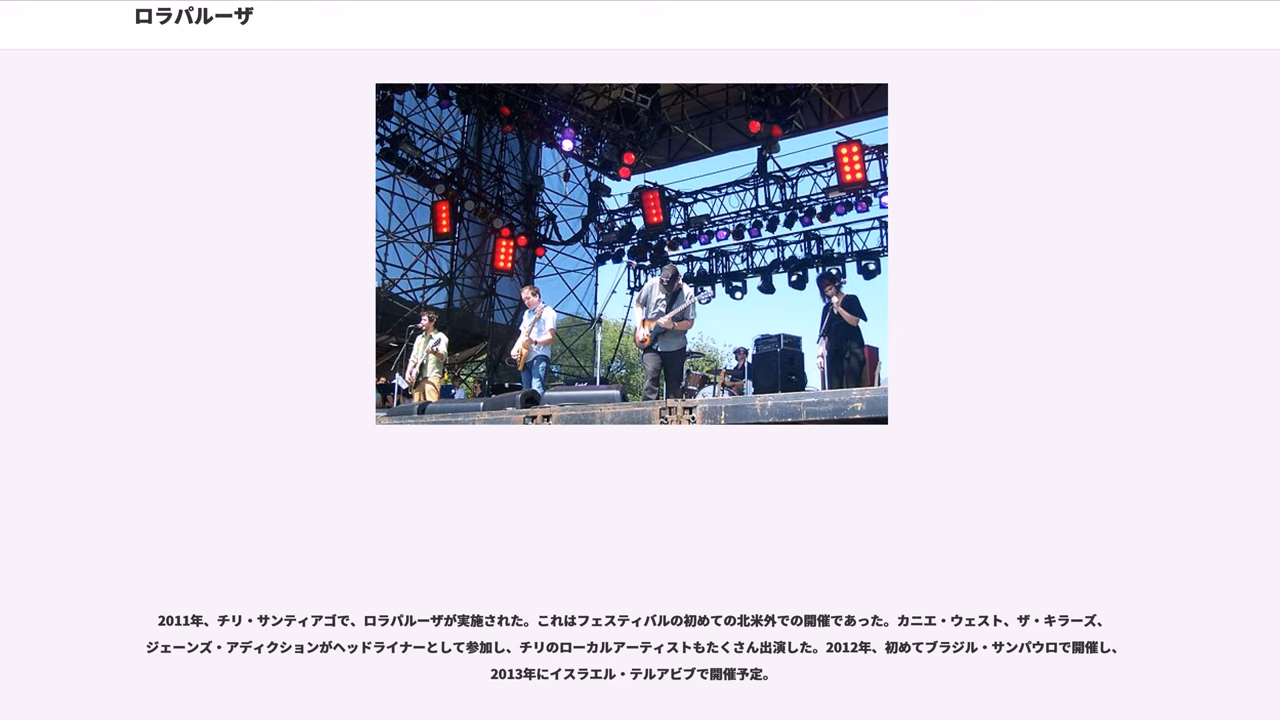 ロラパルーザ
2011年、チリ・サンティアゴで、ロラパルーザが実施された。これはフェスティバルの初めての北米外での開催であった。カニエ・ウェスト、ザ・キラーズ、
ジェーンズ・アディクションがヘッドライナーとして参加し、チリのローカルアーティストもたくさん出演した。2012年、初めてブラジル・サンパウロで開催し、
2013年にイスラエル・テルアビブで開催予定。